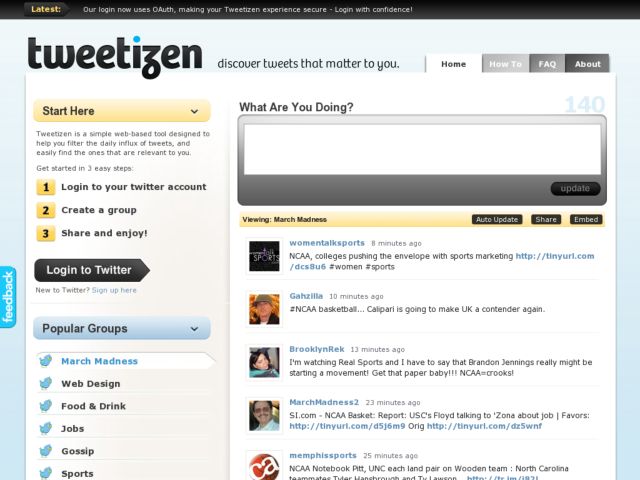 Latest: Our login now uses OAuth, making your Tweetizen experience secure - Login with confidence!
tweetizen
discover tweets that matter to you.
Home How To FAQ About
Start Here
Tweetizen is a simple web-based tool designed to
help you filter the daily influx of tweets, and
easily find the ones that are relevant to you.
Get started in 3 easy steps:
1 Login to your twitter account
2 Create a group
3 Share and enjoy!
Login to Twitter
New to Twitter? Sign up here
feedback
Popular Groups
March Madness
Web Design
Food & Drink
Jobs
Gossip
Sports
What Are You Doing? 140
update
Viewing: March Madness Auto Update Share Embed
womentalksports 8 minutes ago
NCAA, colleges pushing the envelope with sports marketing http://tinyurl.com
/dcs8u6 #women #sports
Gahzilla 10 minutes ago
#NCAA basketball... Calipari is going to make UK a contender again.
BrooklynRek 13 minutes ago
I'm watching Real Sports and I have to say that Brandon Jennings really might be
starting a movement! Get that paper baby!!! NCAA=crooks!
MarchMadness2 23 minutes ago
SI.com - NCAA Basket: Report: USC's Floyd talking to 'Zona about job | Favors:
http://tinyurl.com/d5j6m9 Orig http://tinyurl.com/dz5wnf
memphissports 25 minutes ago
NCAA Notebook Pitt, UNC each land pair on Wooden team : North Carolina
teammates Tyler Hansbrough and Ty Lawson...